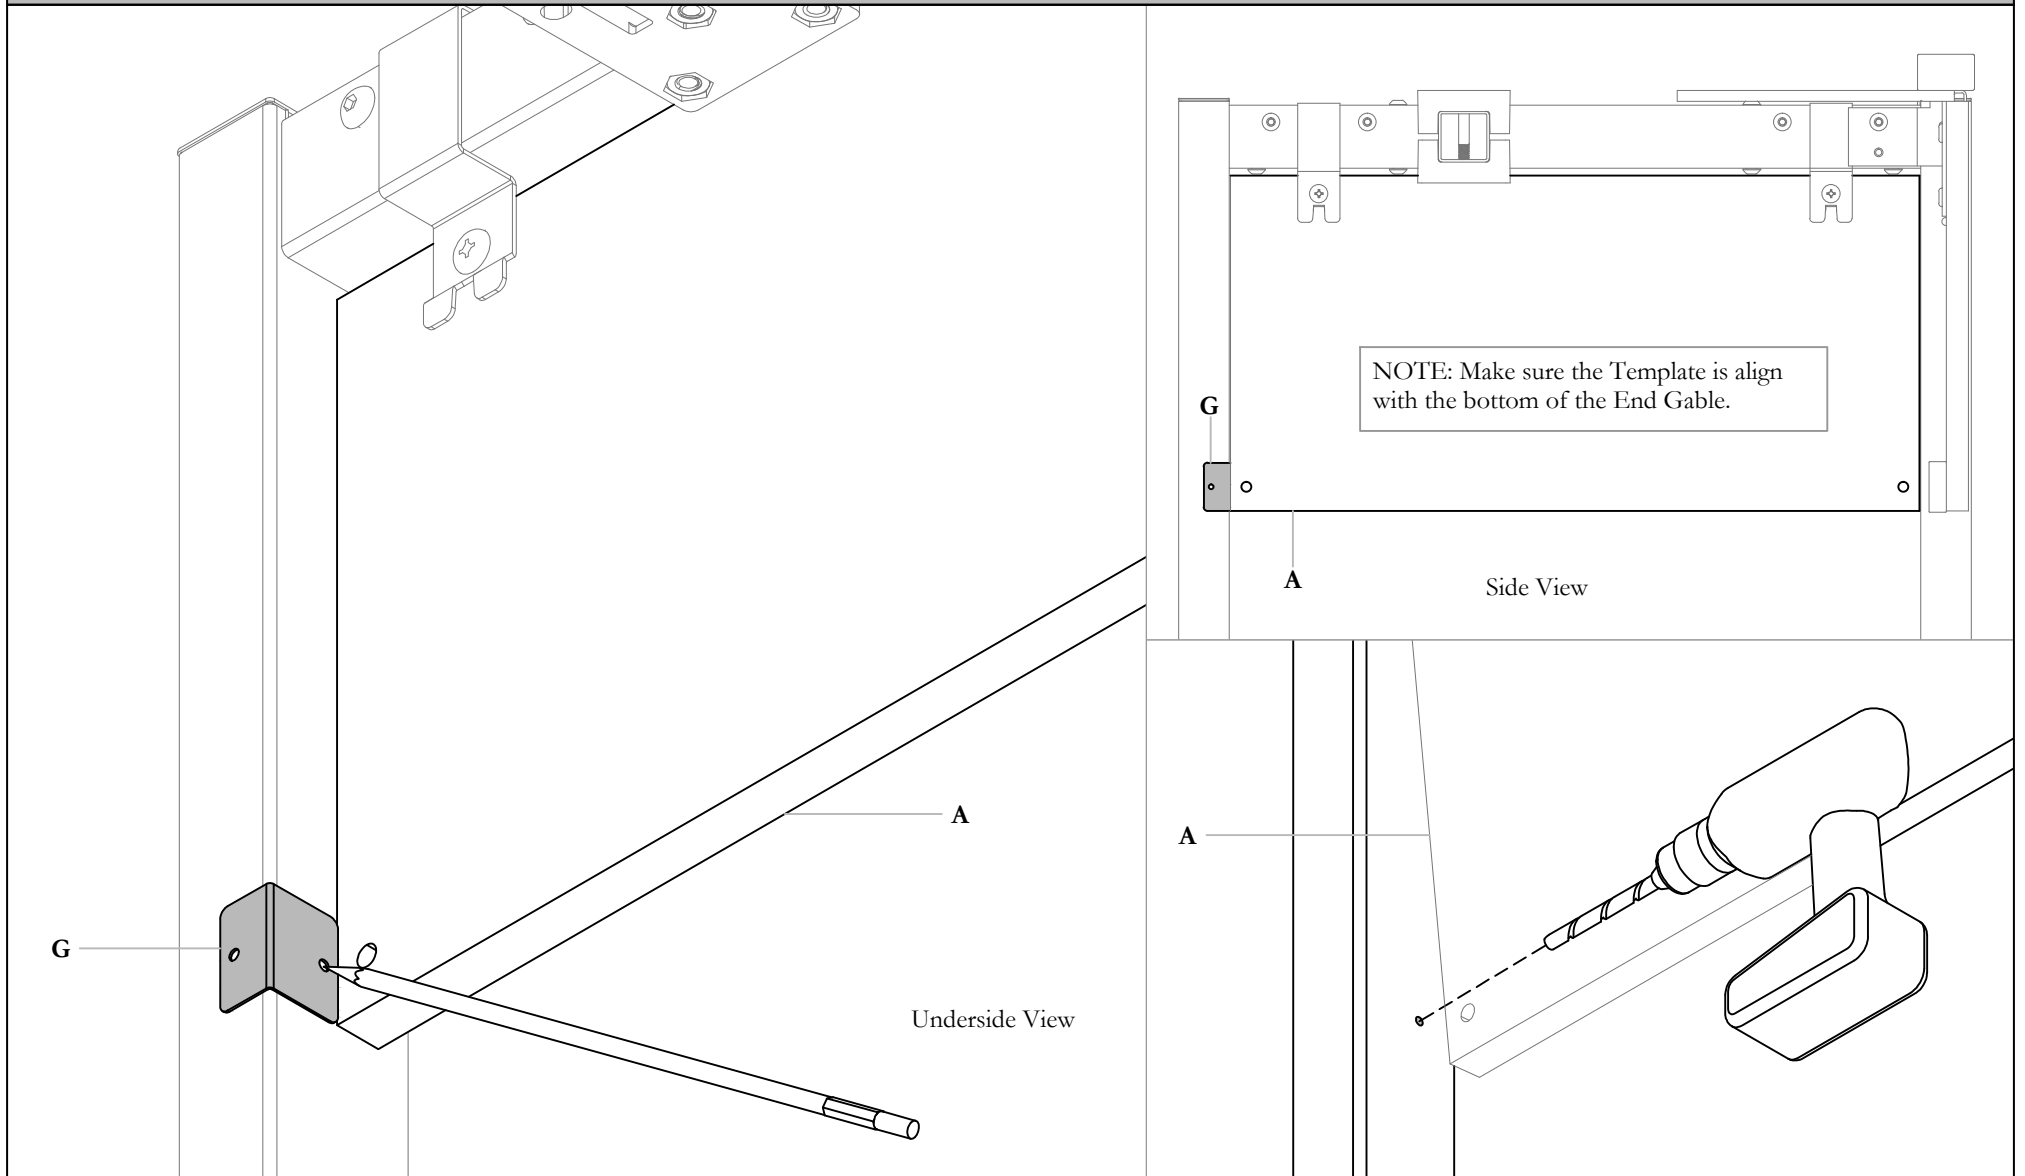 G
A
Underside View
NOTE: Make sure the Template is align
with the bottom of the End Gable.
G
A
Side View
A